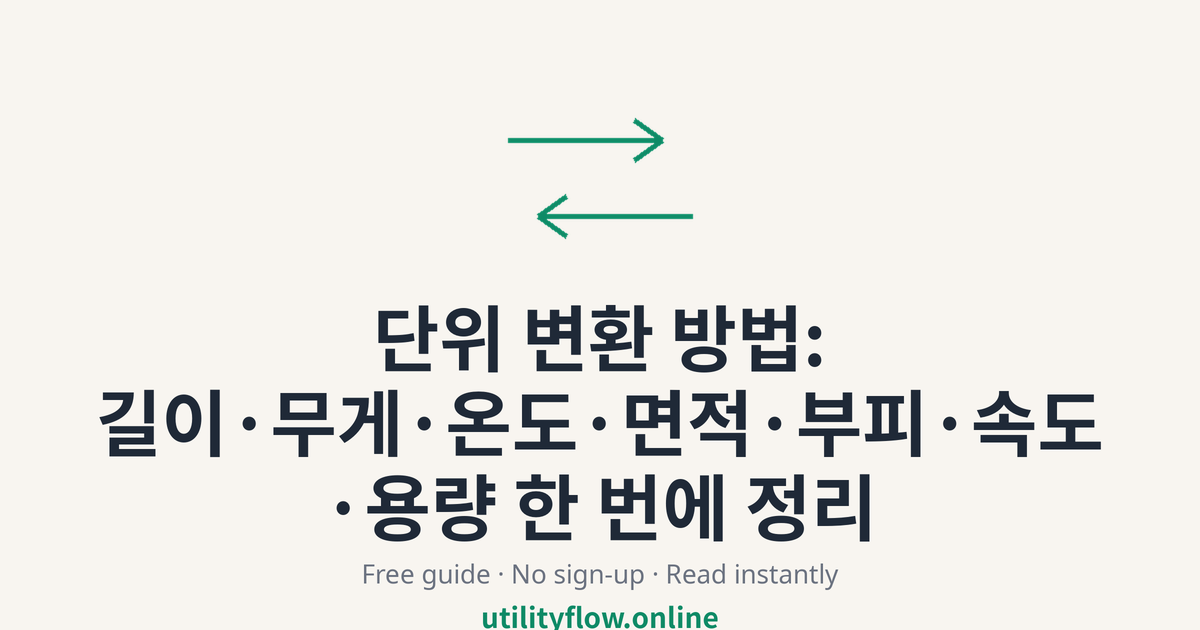 단위 변환 방법:
길이·무게·온도·면적·부피·속도
·용량 한 번에 정리
Free guide · No sign-up · Read instantly
utilityflow.online